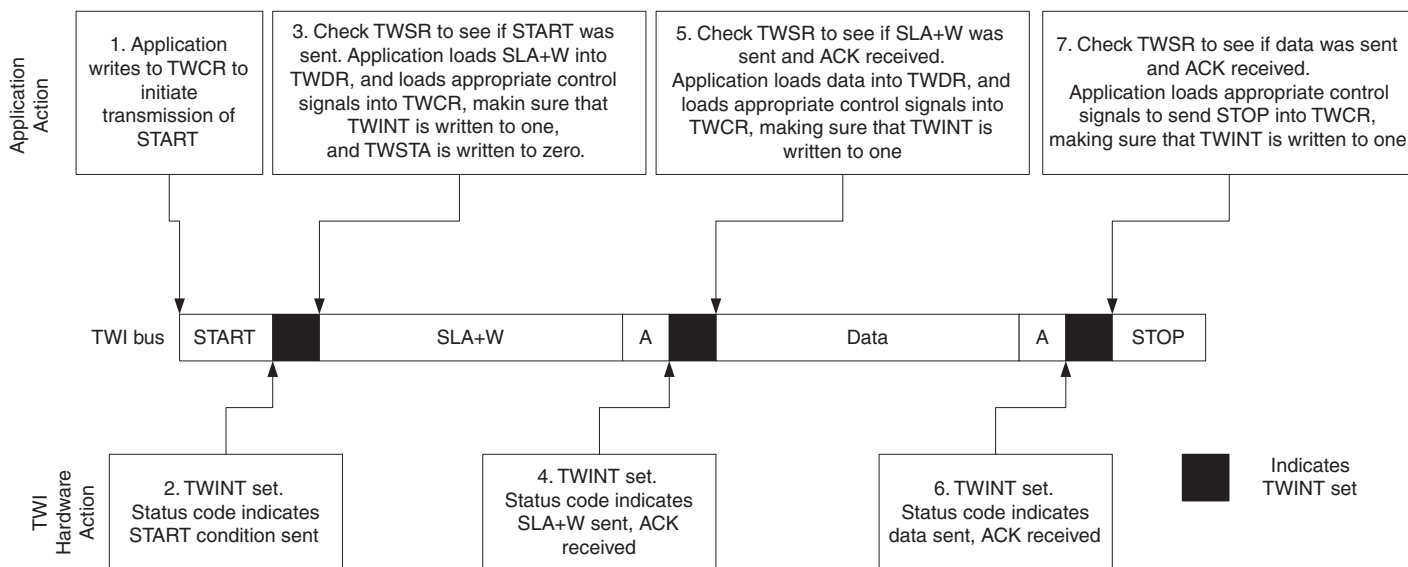 Application
Action
1. Application
writes to TWCR to
initiate
transmission of
START
3. Check TWSR to see if START was
sent. Application loads SLA+W into
TWDR, and loads appropriate control
signals into TWCR, makin sure that
TWINT is written to one,
and TWSTA is written to zero.
5. Check TWSR to see if SLA+W was
sent and ACK received.
Application loads data into TWDR, and
loads appropriate control signals into
TWCR, making sure that TWINT is
written to one
7. Check TWSR to see if data was sent
and ACK received.
Application loads appropriate control
signals to send STOP into TWCR,
making sure that TWINT is written to one
TWI bus
START
SLA+W
A
Data
A
STOP
TWI
Hardware
Action
2. TWINT set.
Status code indicates
START condition sent
4. TWINT set.
Status code indicates
SLA+W sent, ACK
received
6. TWINT set.
Status code indicates
data sent, ACK received
Indicates
TWINT set